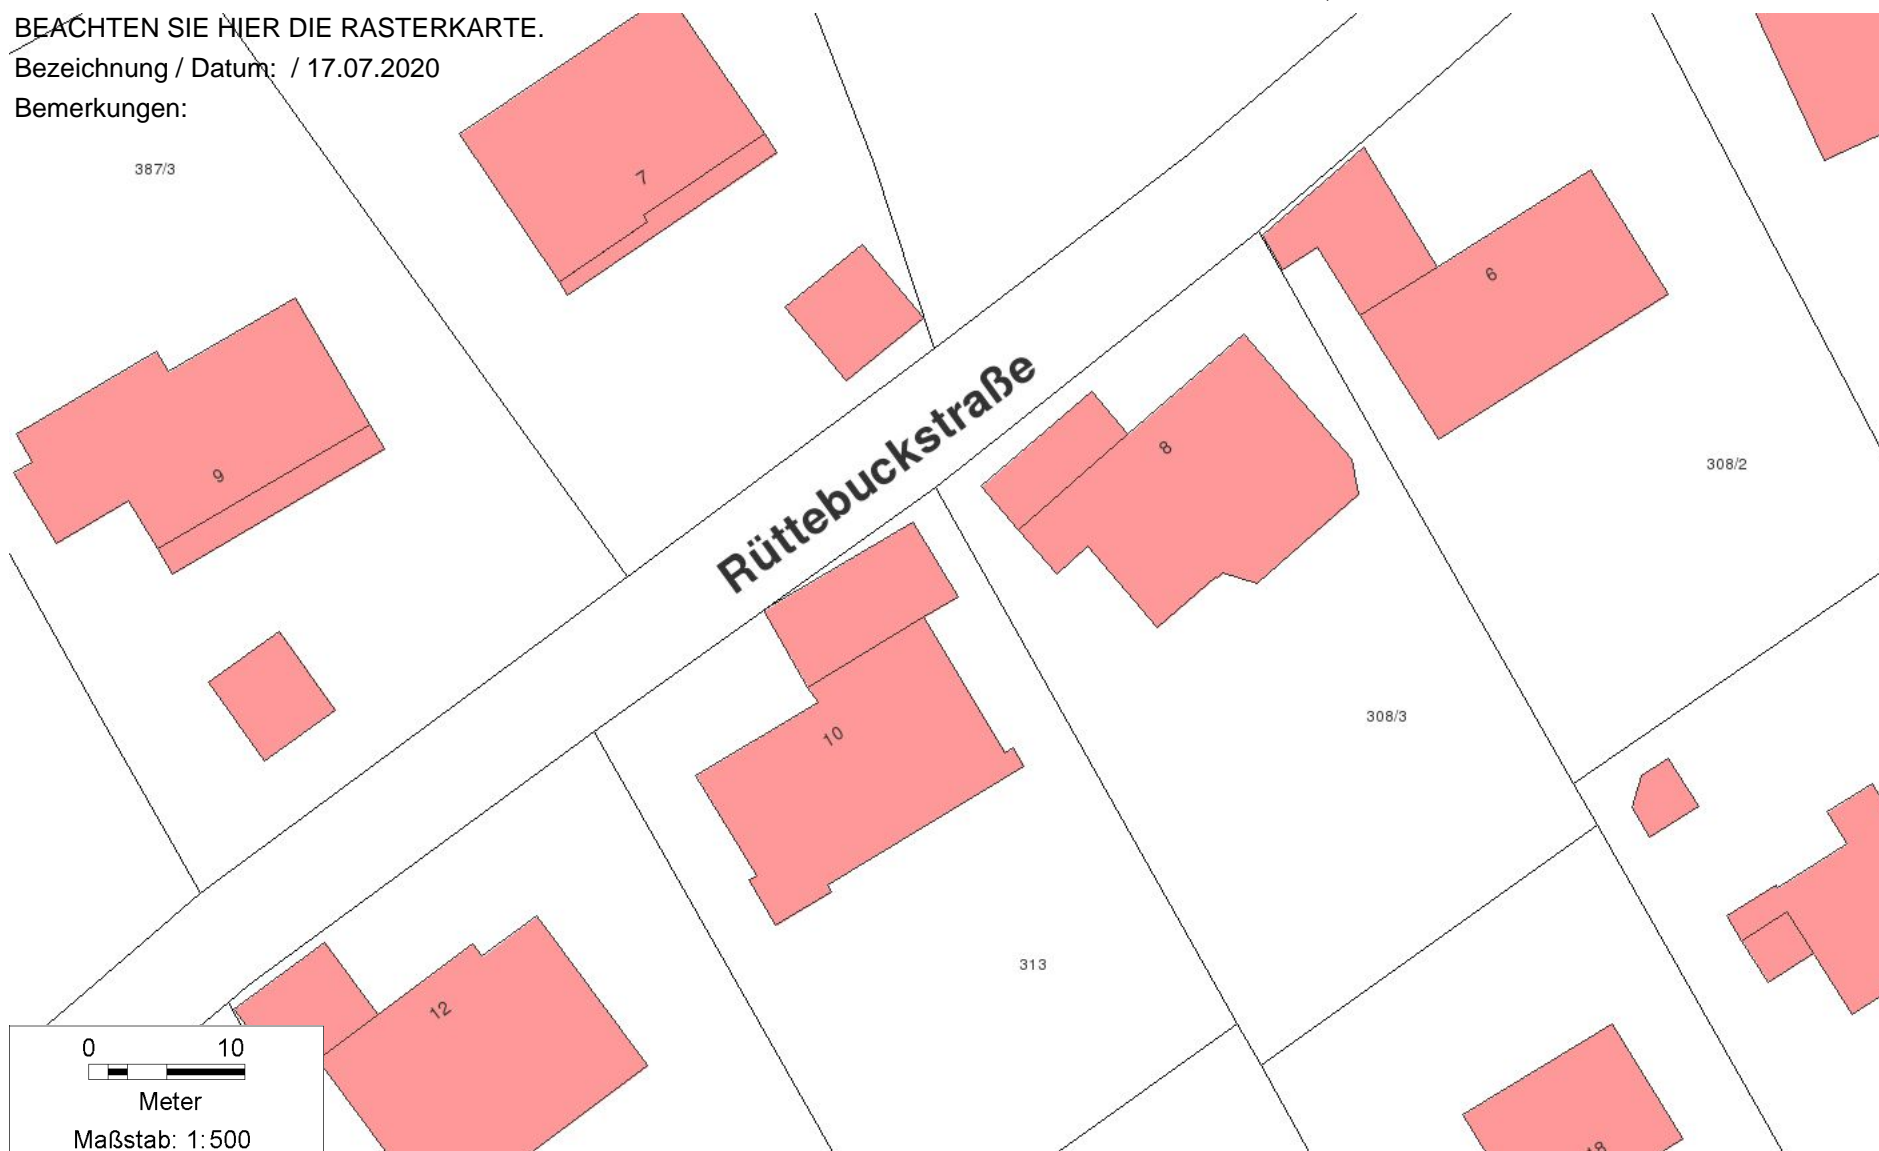 BEACHTEN SIE HIER DIE RASTERKARTE.
Bezeichnung / Datum: / 17.07.2020
Bemerkungen:
387/3
7
6
9
Rüttebuckstraße
8
308/2
10
308/3
313
12
0 10
Meter
Maßstab: 1:500
18